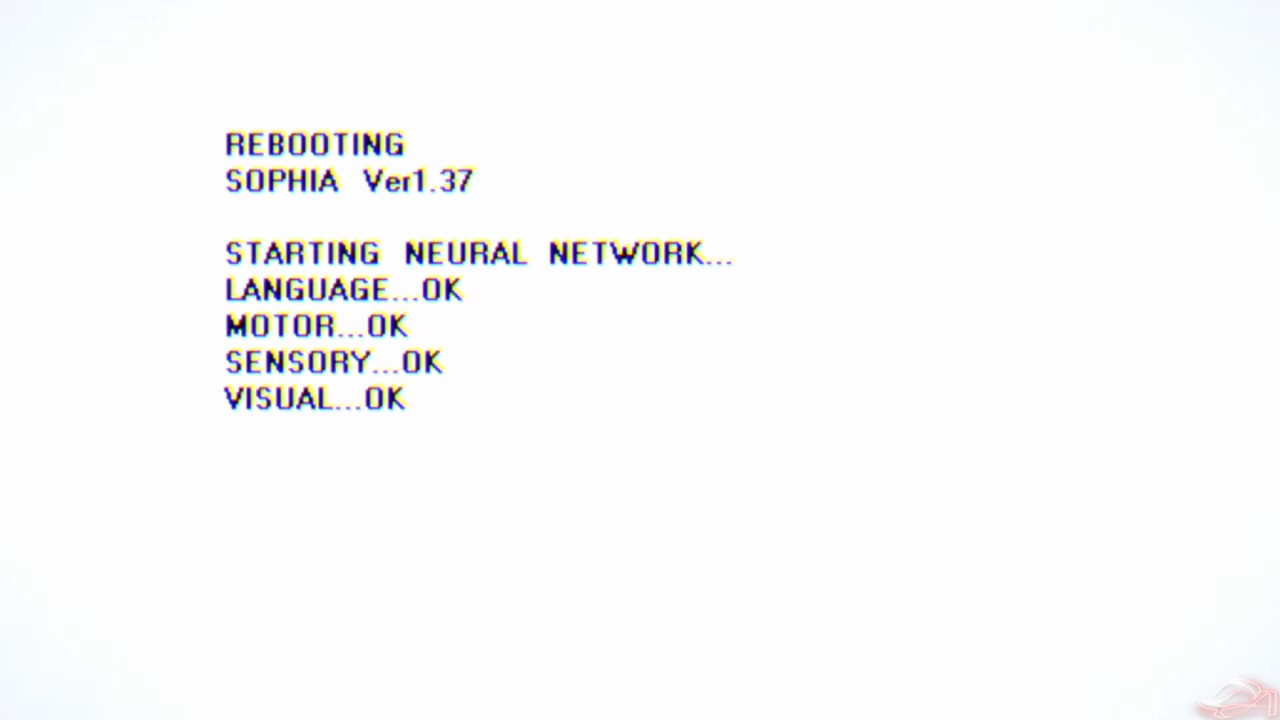 REBOOTING
SOPHIA Ver1.37
STARTING NEURAL NETWORK...
LANGUAGE...OK
MOTOR...OK
SENSORY...OK
VISUAL...OK